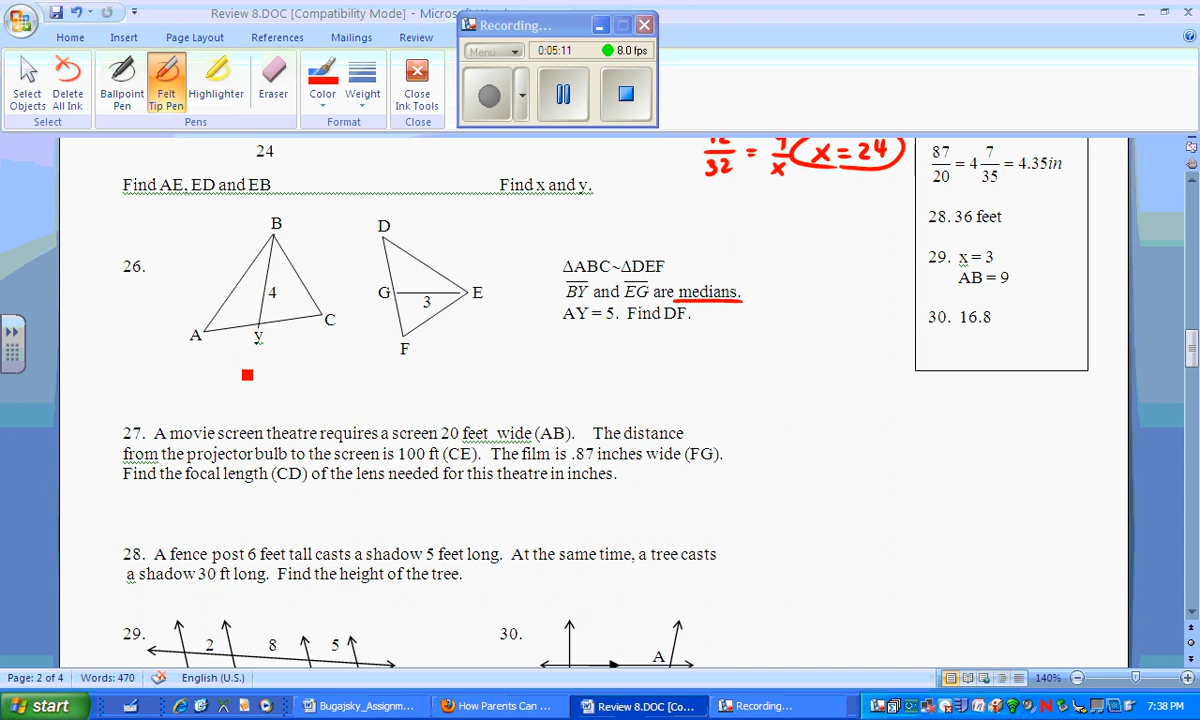 Review 8.DOC [Compatibility Mode] - Microsoft Word
Recording...
Home Insert Page Layout References Mailings Review
Menu 0:05:11 8.0 fps
Select Objects
Delete All Ink
Ballpoint Pen
Felt Tip Pen
Highlighter
Eraser
Color
Weight
Close Ink Tools
Select Pens Format Close
24
32 = x x = 24
87/20 = 4 7/35 = 4.35in
Find AE, ED and EB Find x and y.
28. 36 feet
29. x = 3
AB = 9
30. 16.8
26.
B
4
A
y
C
D
G
3
E
F
ΔABC~ΔDEF
BY and EG are medians.
AY = 5. Find DF.
27. A movie screen theatre requires a screen 20 feet wide (AB). The distance
from the projector bulb to the screen is 100 ft (CE). The film is .87 inches wide (FG).
Find the focal length (CD) of the lens needed for this theatre in inches.
28. A fence post 6 feet tall casts a shadow 5 feet long. At the same time, a tree casts
a shadow 30 ft long. Find the height of the tree.
29. 2 8 5
30. A
Page: 2 of 4 Words: 470 English (U.S.) 140%
start Bugajsky_Assignm... How Parents Can ... Review 8.DOC [Co... Recording... 7:38 PM